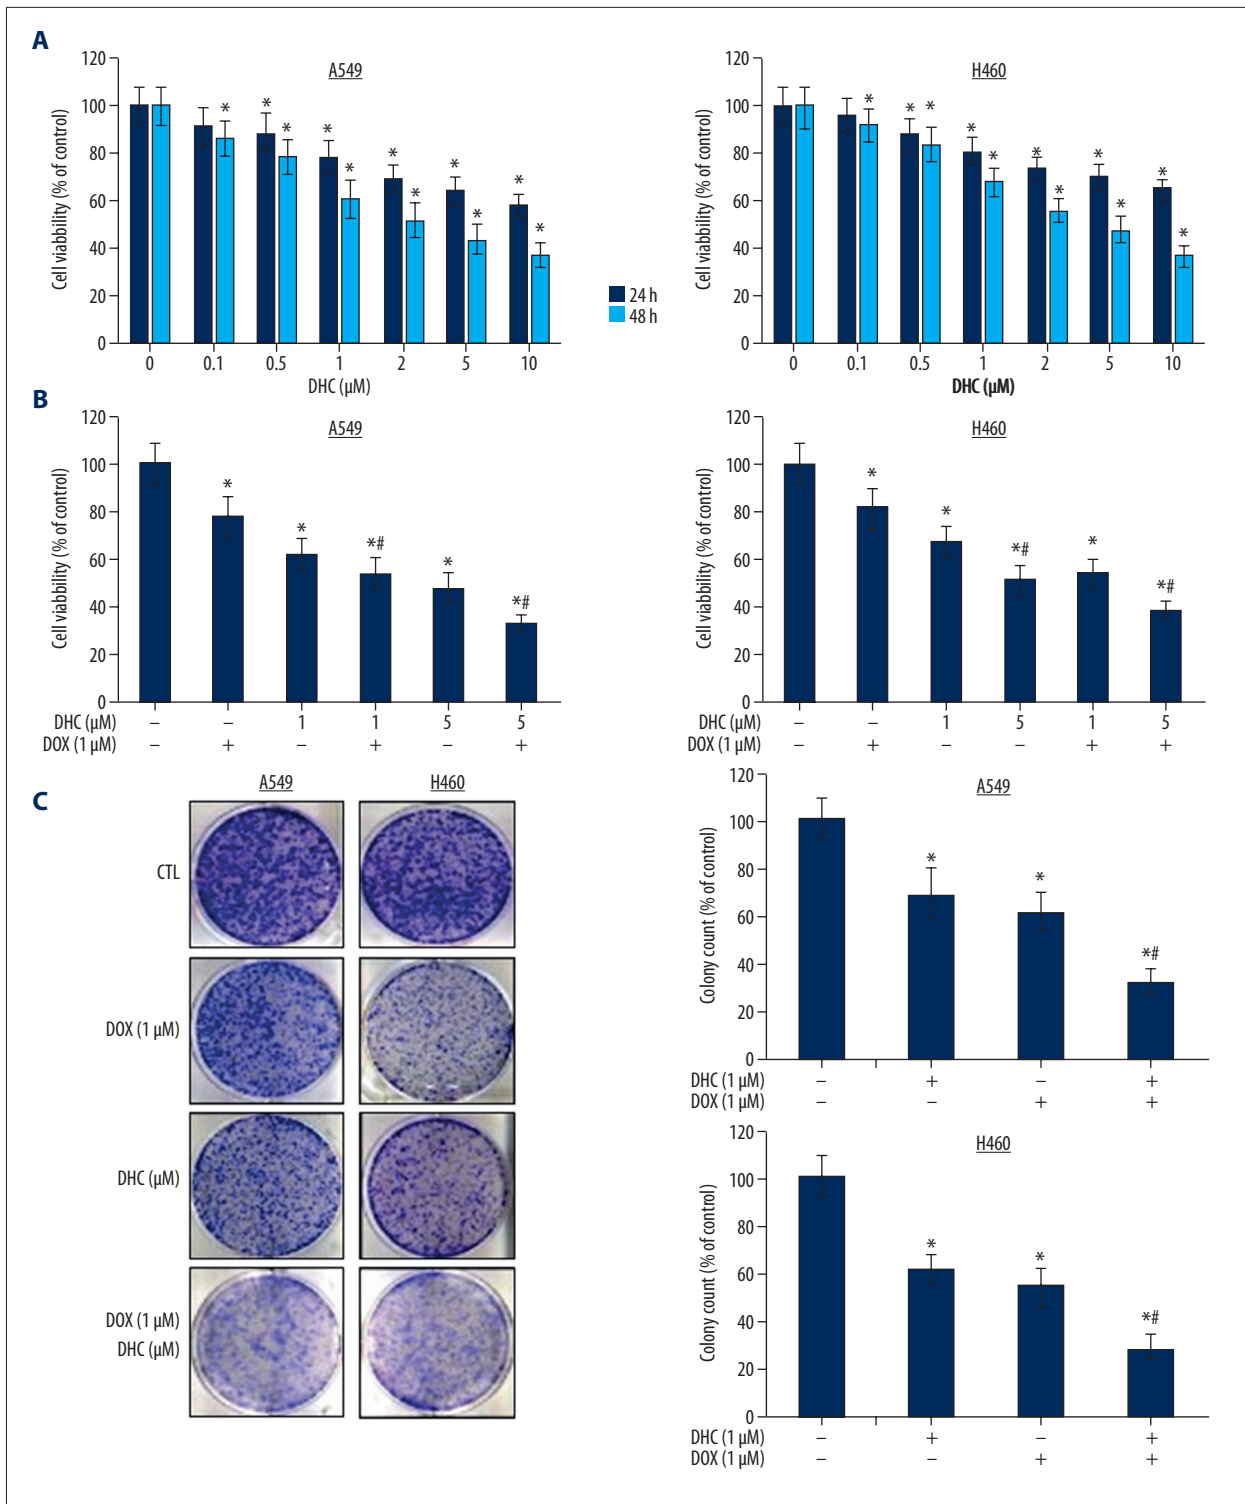 A
A549
Cell viabbility (% of control)
120
100
80
60
40
20
0
* * * * * * * * * * *
0 0.1 0.5 1 2 5 10
DHC (µM)
24 h
48 h
H460
Cell viabbility (% of control)
120
100
80
60
40
20
0
* * * * * * * * * * *
0 0.1 0.5 1 2 5 10
DHC (µM)
B
A549
Cell viabbility (% of control)
120
100
80
60
40
20
0
* * *# * *#
DHC (µM) – – 1 1 5 5
DOX (1 µM) – + – + – +
H460
Cell viabbility (% of control)
120
100
80
60
40
20
0
* * *# * *#
DHC (µM) – – 1 5 1 5
DOX (1 µM) – + – – + +
C
A549 H460
CTL
DOX (1 µM)
DHC (µM)
DOX (1 µM)
DHC (µM)
A549
Colony count (% of control)
120
100
80
60
40
20
0
* * *#
DHC (1 µM) – + – +
DOX (1 µM) – – + +
H460
Colony count (% of control)
120
100
80
60
40
20
0
* * *#
DHC (1 µM) – + – +
DOX (1 µM) – – + +